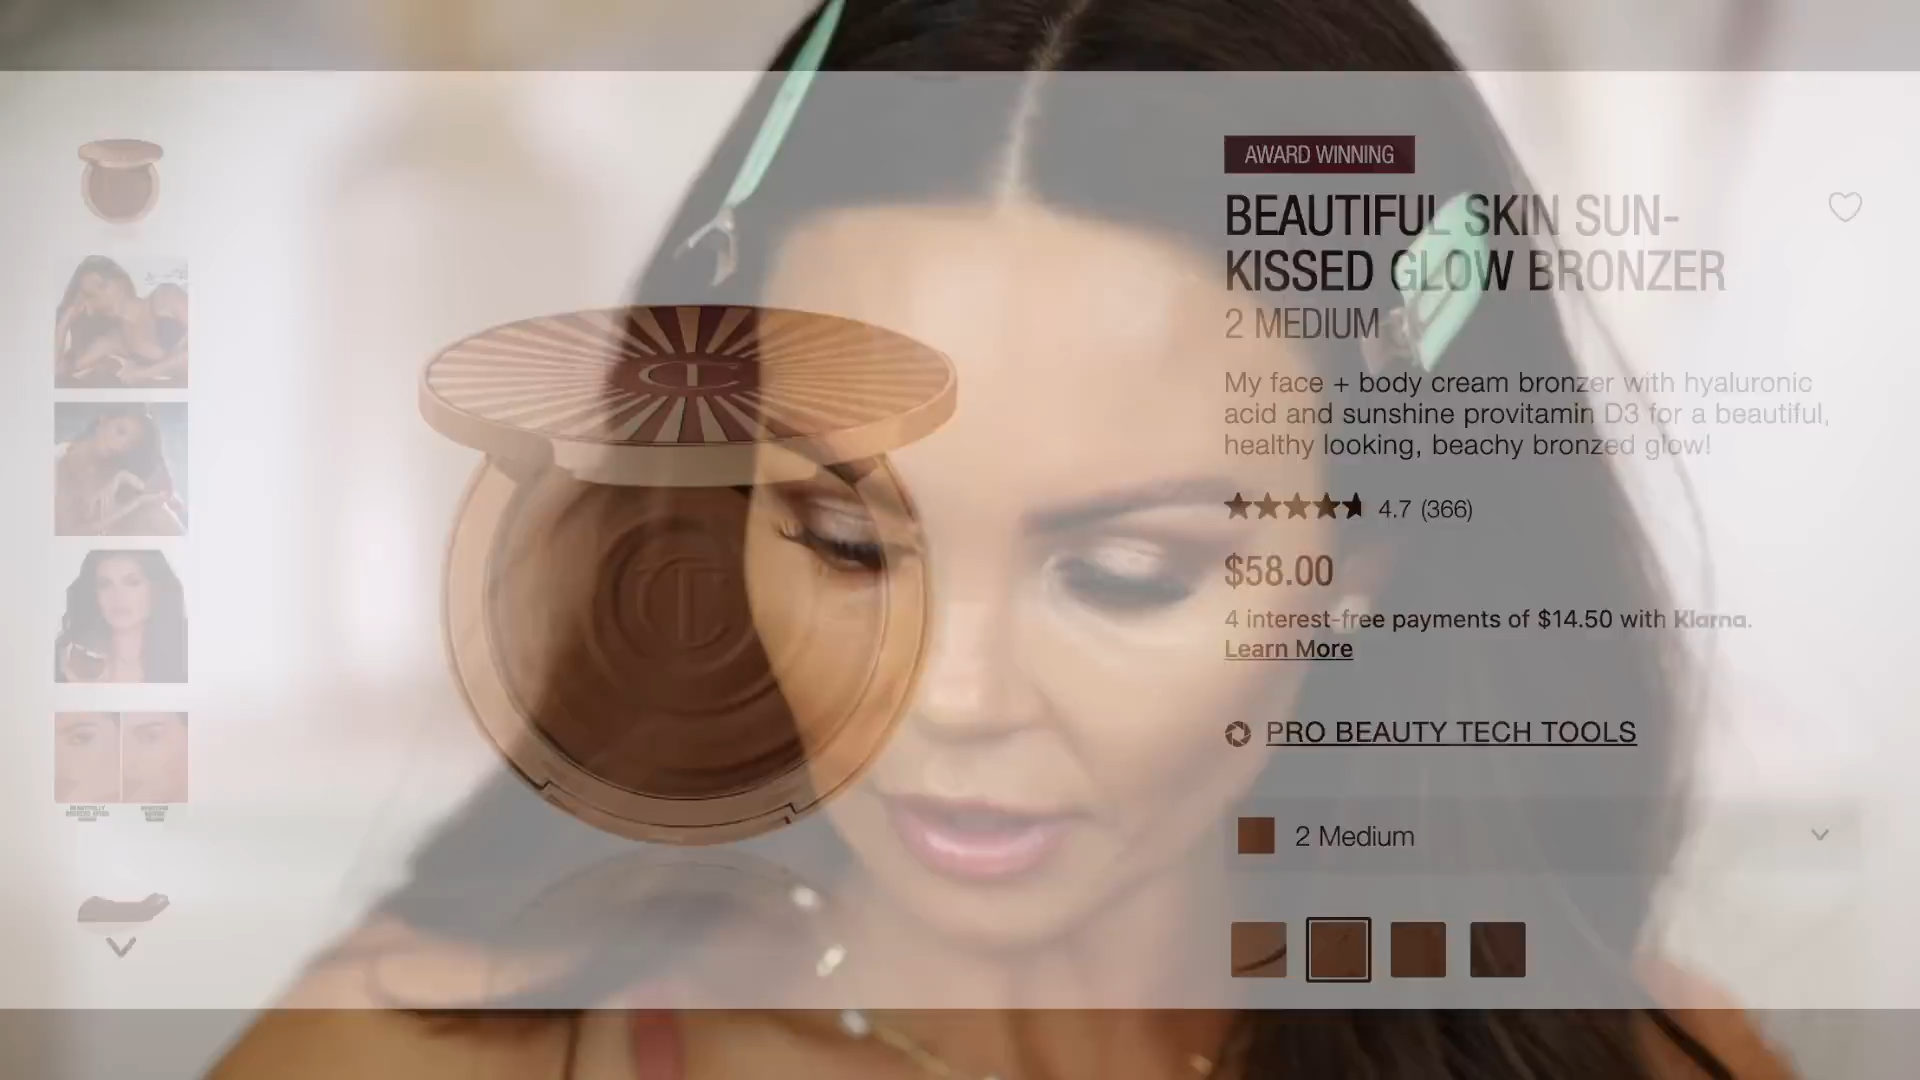 AWARD WINNING
BEAUTIFUL SKIN SUN-
KISSED GLOW BRONZER
2 MEDIUM
My face + body cream bronzer with hyaluronic
acid and sunshine provitamin D3 for a beautiful,
healthy looking, beachy bronzed glow!
4.7 (366)
$58.00
4 interest-free payments of $14.50 with Klarna.
Learn More
PRO BEAUTY TECH TOOLS
2 Medium